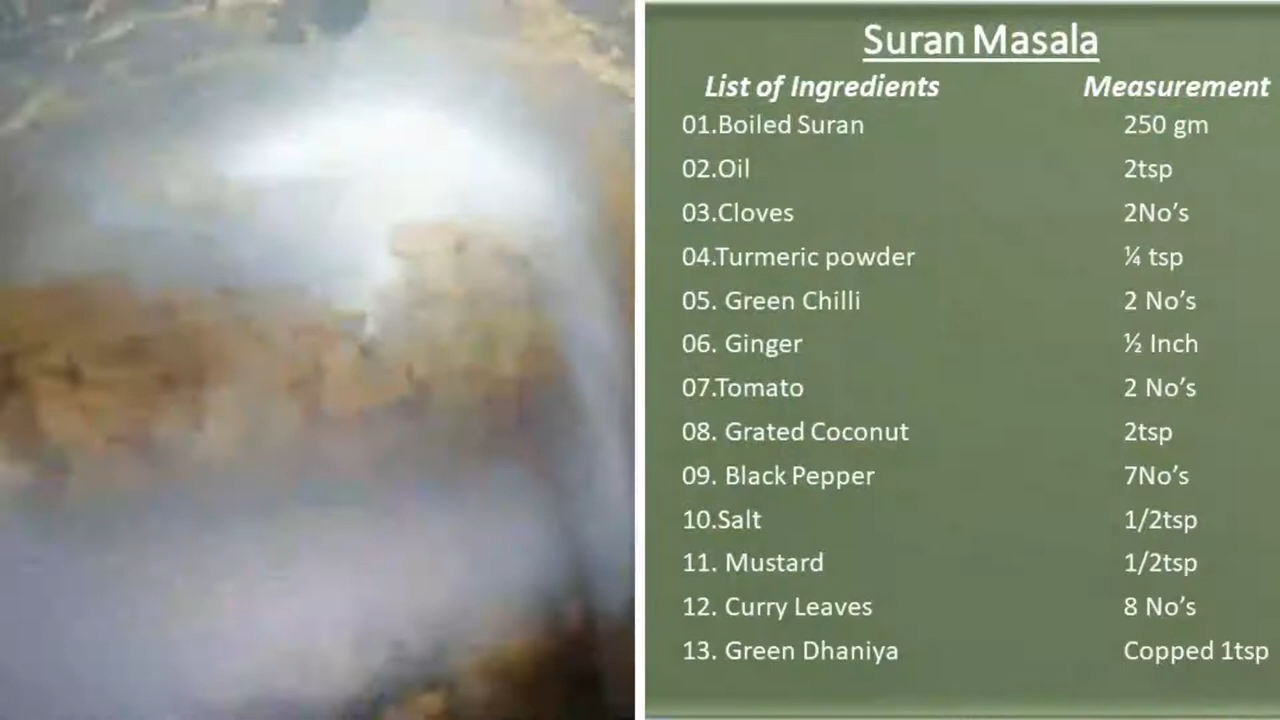 Suran Masala
List of Ingredients Measurement
01.Boiled Suran 250 gm
02.Oil 2tsp
03.Cloves 2No's
04.Turmeric powder ¼ tsp
05. Green Chilli 2 No's
06. Ginger ½ Inch
07.Tomato 2 No's
08. Grated Coconut 2tsp
09. Black Pepper 7No's
10.Salt 1/2tsp
11. Mustard 1/2tsp
12. Curry Leaves 8 No's
13. Green Dhaniya Copped 1tsp